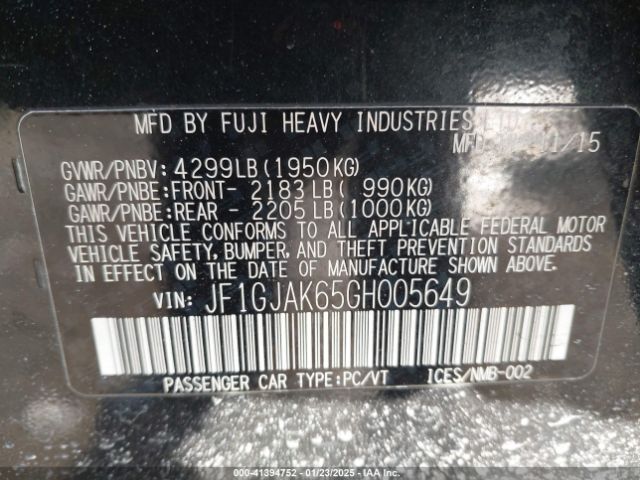 MFD BY FUJI HEAVY INDUSTRIES
MFD 11/15
GVWR/PNBV: 4299LB (1950KG)
GAWR/PNBE:FRONT- 2183 LB ( 990KG)
GAWR/PNBE:REAR - 2205 LB (1000KG)
THIS VEHICLE CONFORMS TO ALL APPLICABLE FEDERAL MOTOR
VEHICLE SAFETY, BUMPER, AND THEFT PREVENTION STANDARDS
IN EFFECT ON THE DATE OF MANUFACTURE SHOWN ABOVE.
VIN: JF1GJAK65GH005649
PASSENGER CAR TYPE:PC/VT ICES/NMB-002
000-41394752 - 01/23/2025 - IAA Inc.